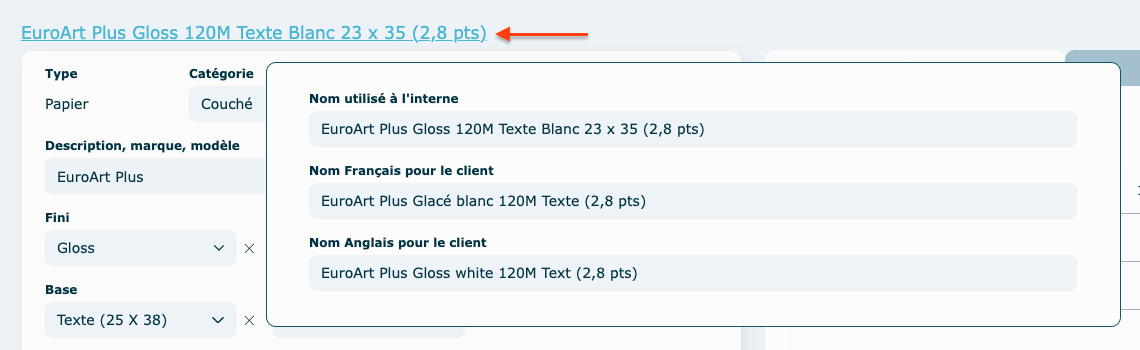 EuroArt Plus Gloss 120M Texte Blanc 23 x 35 (2,8 pts)
Type
Catégorie
Papier
Couché
Description, marque, modèle
EuroArt Plus
Fini
Gloss
Base
Texte (25 X 38)
Nom utilisé à l'interne
EuroArt Plus Gloss 120M Texte Blanc 23 x 35 (2,8 pts)
Nom Français pour le client
EuroArt Plus Glacé blanc 120M Texte (2,8 pts)
Nom Anglais pour le client
EuroArt Plus Gloss white 120M Text (2,8 pts)